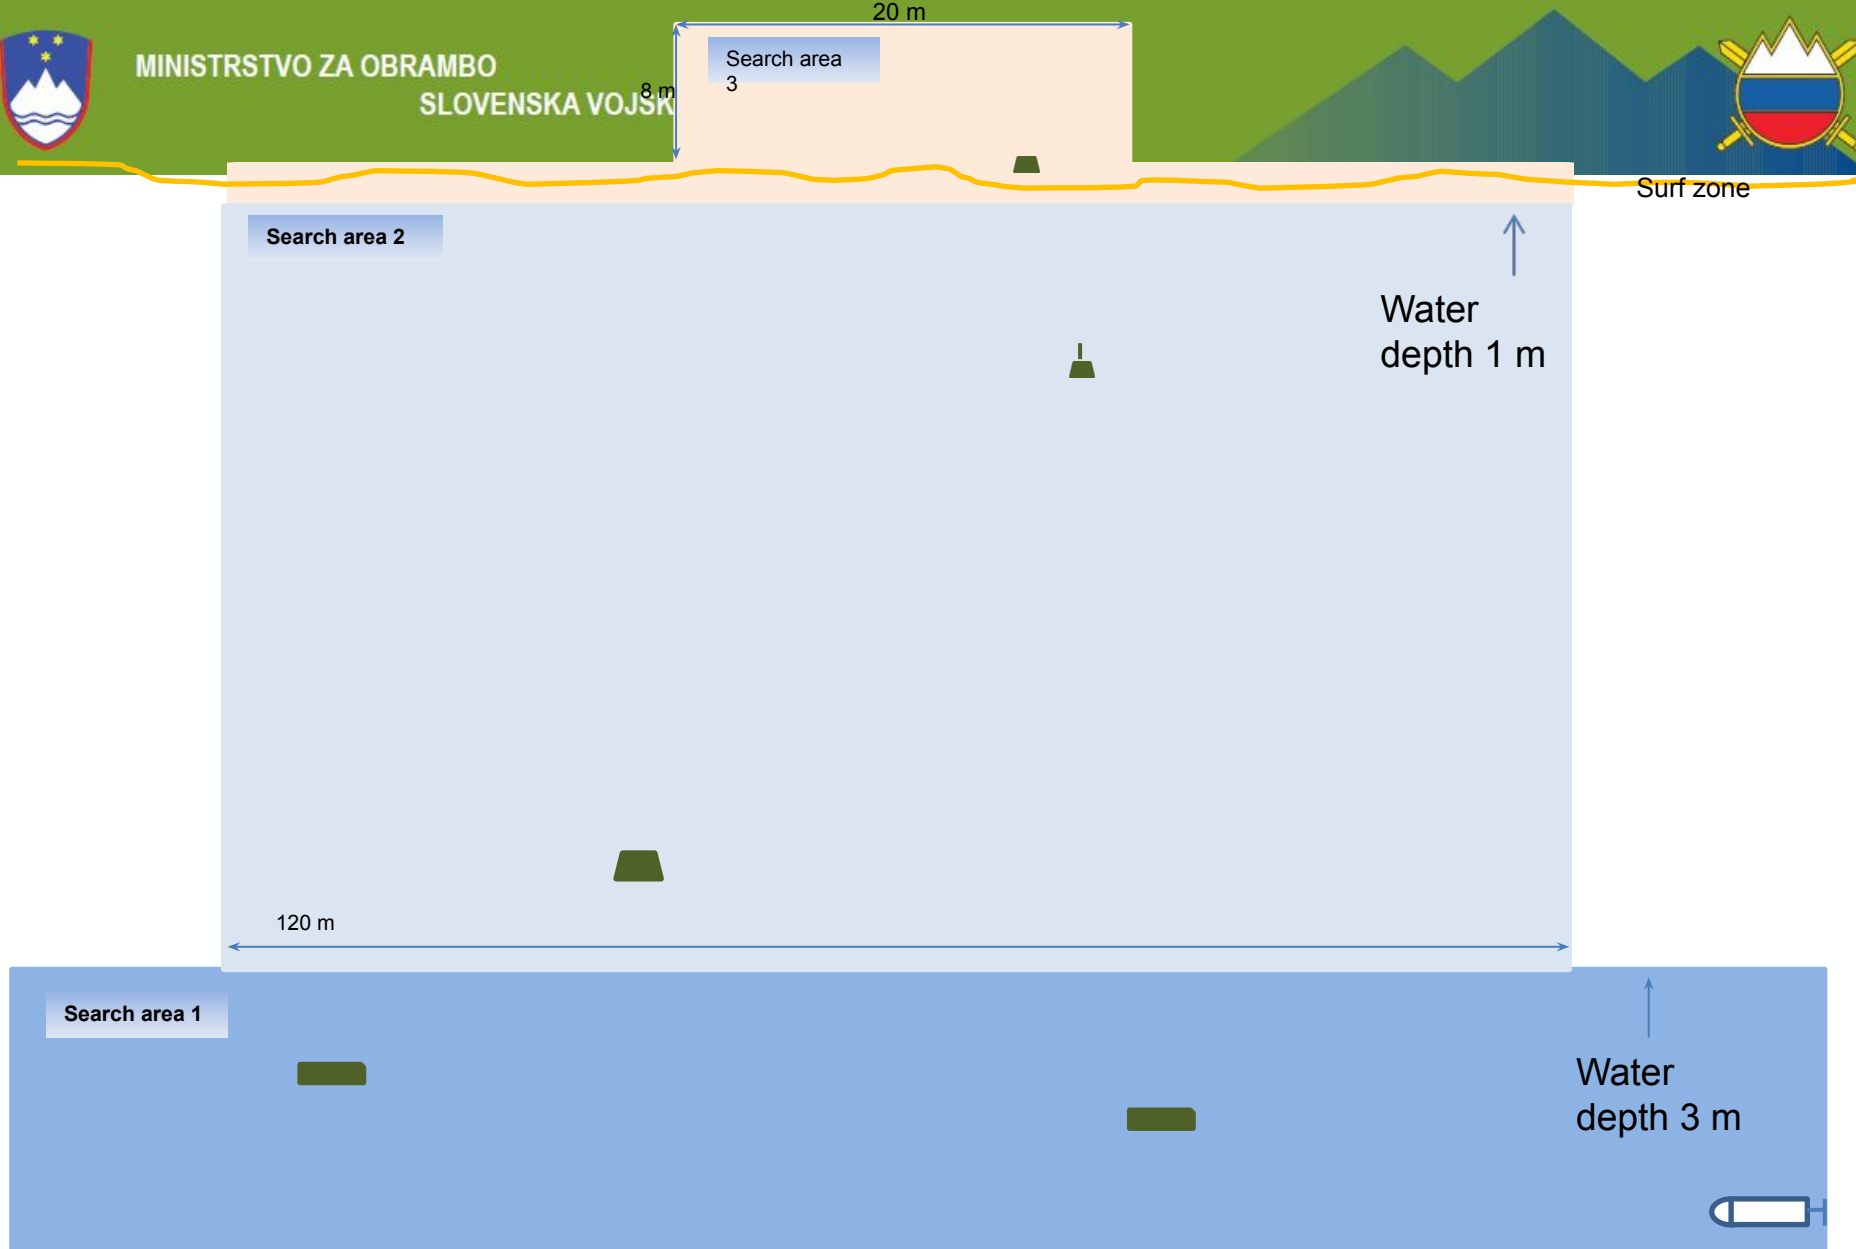 20 m
MINISTRSTVO ZA OBRAMBO
SLOVENSKA VOJSK
8 m
Search area
3
Surf zone
Search area 2
Water
depth 1 m
120 m
Search area 1
Water
depth 3 m